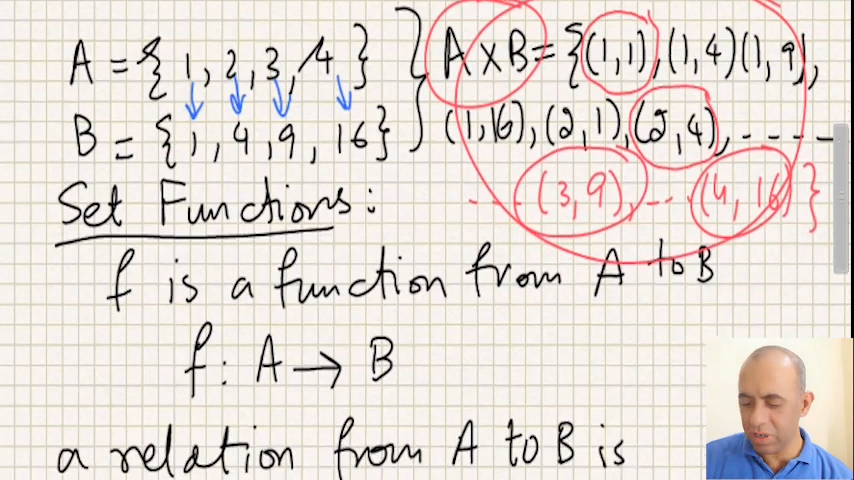 A = {1, 2, 3, 4} } A × B = {(1,1), (1,4)(1,9),
B = {1, 4, 9, 16} } (1,16), (2,1), (2,4), - - - -
- - (3,9), - - - (4,16)}
Set Functions:
f is a function from A to B
f: A → B
a relation from A to B is